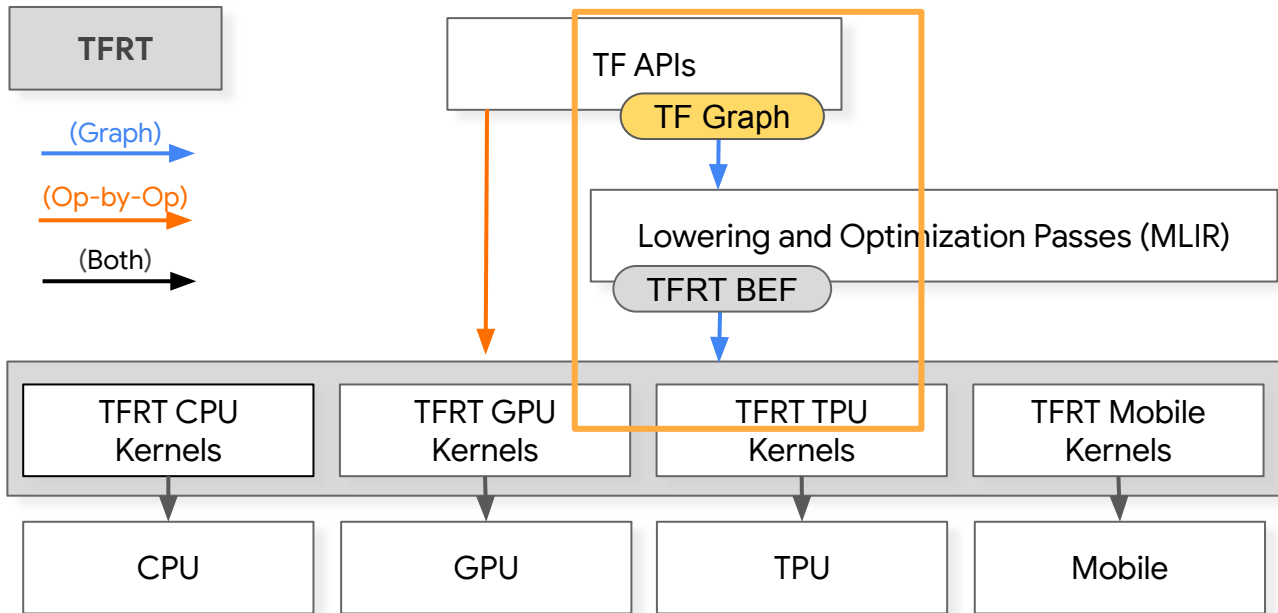 TFRT
TF APIs
TF Graph
(Graph)
(Op-by-Op)
(Both)
Lowering and Optimization Passes (MLIR)
TFRT BEF
TFRT CPU
Kernels
TFRT GPU
Kernels
TFRT TPU
Kernels
TFRT Mobile
Kernels
CPU
GPU
TPU
Mobile